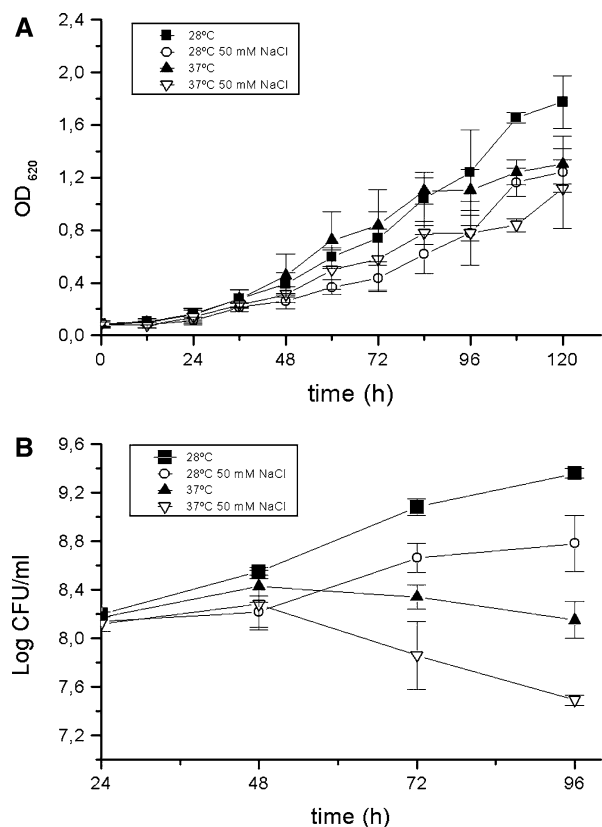 A
28ºC
28ºC 50 mM NaCl
37ºC
37ºC 50 mM NaCl
2,4
2,0
1,6
1,2
0,8
0,4
0,0
OD620
0 24 48 72 96 120
time (h)
B
28ºC
28ºC 50 mM NaCl
37ºC
37ºC 50 mM NaCl
9,6
9,2
8,8
8,4
8,0
7,6
7,2
Log CFU/ml
24 48 72 96
time (h)